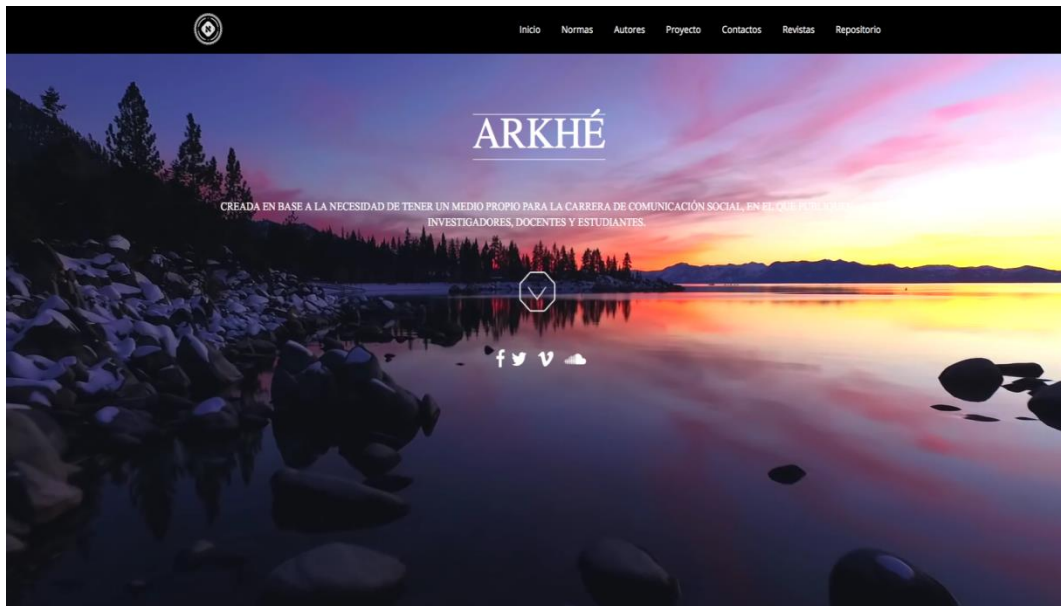 Inicio Normas Autores Proyecto Contactos Revistas Repositorio
ARKHÉ
CREADA EN BASE A LA NECESIDAD DE TENER UN MEDIO PROPIO PARA LA CARRERA DE COMUNICACIÓN SOCIAL, EN EL QUE
INVESTIGADORES, DOCENTES Y ESTUDIANTES.